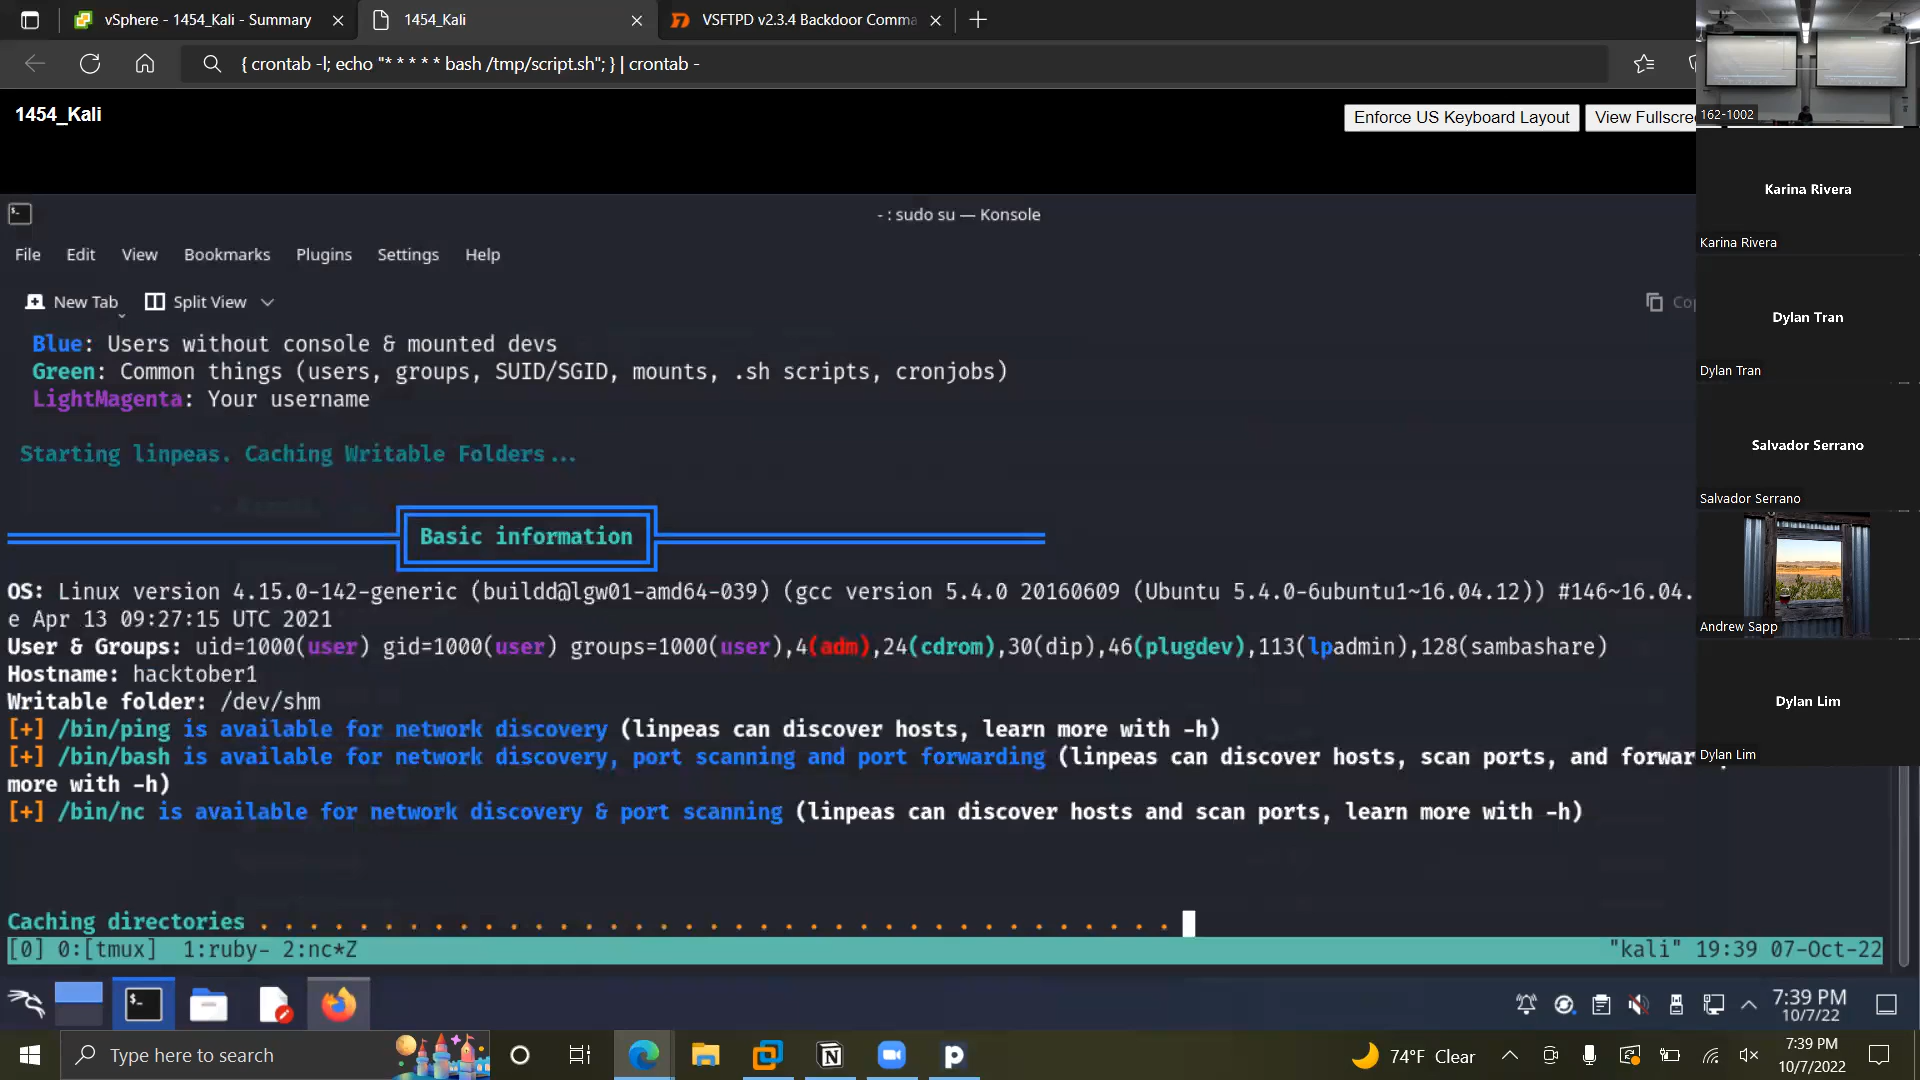 vSphere - 1454_Kali - Summary
1454_Kali
VSFTPD v2.3.4 Backdoor Comma
{ crontab -l; echo "* * * * * bash /tmp/script.sh"; } | crontab -
1454_Kali
Enforce US Keyboard Layout
View Fullscre
162-1002
- : sudo su — Konsole
File Edit View Bookmarks Plugins Settings Help
New Tab Split View
Cop
Blue: Users without console & mounted devs
Green: Common things (users, groups, SUID/SGID, mounts, .sh scripts, cronjobs)
LightMagenta: Your username
Starting linpeas. Caching Writable Folders...
Basic information
OS: Linux version 4.15.0-142-generic (buildd@lgw01-amd64-039) (gcc version 5.4.0 20160609 (Ubuntu 5.4.0-6ubuntu1~16.04.12)) #146~16.04.
e Apr 13 09:27:15 UTC 2021
User & Groups: uid=1000(user) gid=1000(user) groups=1000(user),4(adm),24(cdrom),30(dip),46(plugdev),113(lpadmin),128(sambashare)
Hostname: hacktober1
Writable folder: /dev/shm
[+] /bin/ping is available for network discovery (linpeas can discover hosts, learn more with -h)
[+] /bin/bash is available for network discovery, port scanning and port forwarding (linpeas can discover hosts, scan ports, and forwar
more with -h)
[+] /bin/nc is available for network discovery & port scanning (linpeas can discover hosts and scan ports, learn more with -h)
Caching directories . . . . . . . . . . . . . . . . . . . . . . . . . . . . . . . . . . . . .
[0] 0:[tmux] 1:ruby- 2:nc*Z
"kali" 19:39 07-Oct-22
Karina Rivera
Karina Rivera
Dylan Tran
Dylan Tran
Salvador Serrano
Salvador Serrano
Andrew Sapp
Dylan Lim
Dylan Lim
7:39 PM
10/7/22
Type here to search
74°F Clear
7:39 PM
10/7/2022